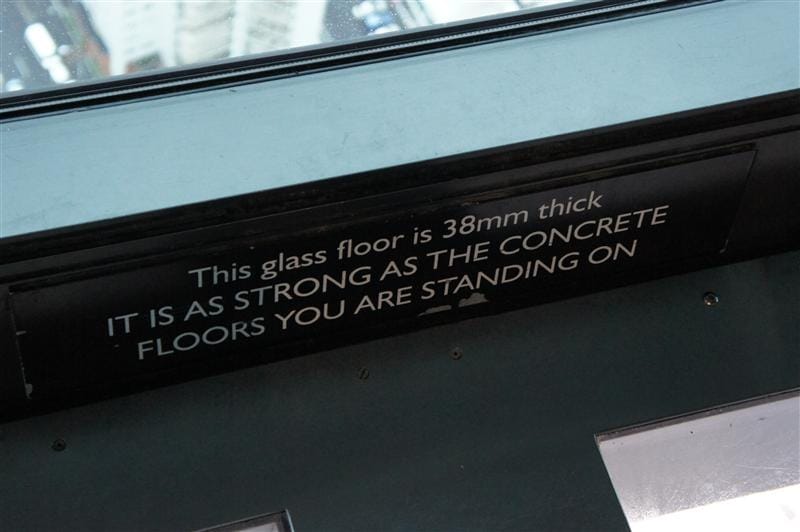 This glass floor is 38mm thick
IT IS AS STRONG AS THE CONCRETE
FLOORS YOU ARE STANDING ON